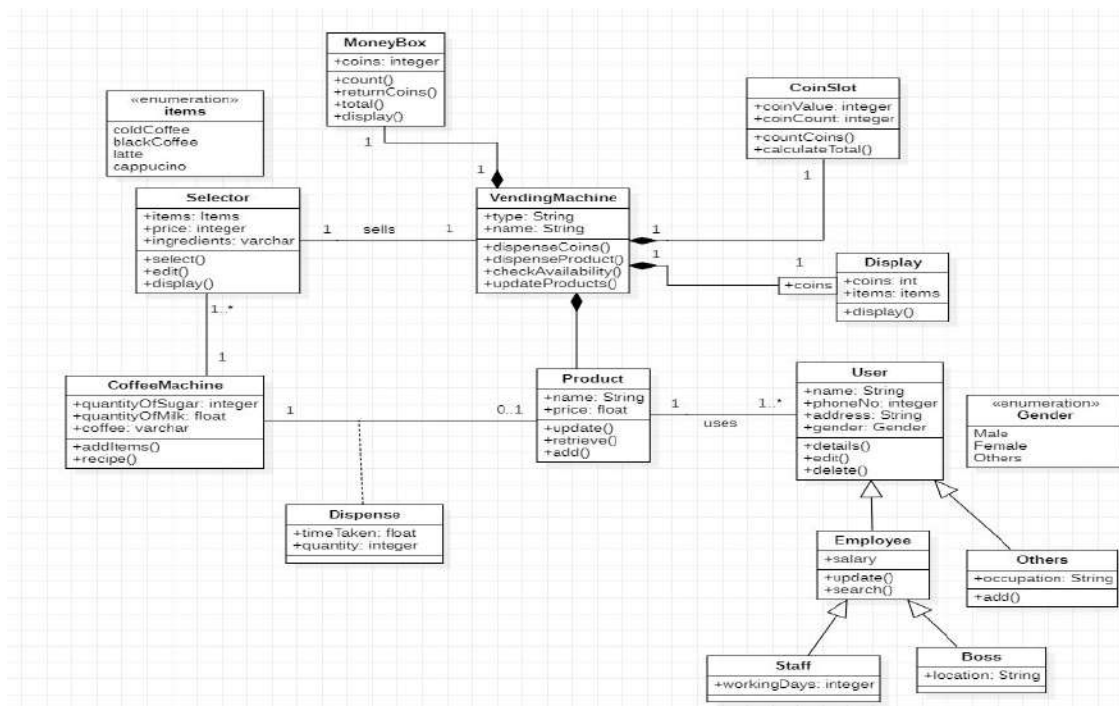 MoneyBox
+coins: integer
+count()
+returnCoins()
+total()
+display()
«enumeration»
items
coldCoffee
blackCoffee
latte
cappucino
CoinSlot
+coinValue: integer
+coinCount: integer
+countCoins()
+calculateTotal()
1
1
1
Selector
+items: Items
+price: integer
+ingredients: varchar
+select()
+edit()
+display()
1
sells
1
VendingMachine
+type: String
+name: String
+dispenseCoins()
+dispenseProduct()
+checkAvailability()
+updateProducts()
1
1
1
+coins
Display
+coins: int
+items: items
+display()
1..*
1
CoffeeMachine
+quantityOfSugar: integer
+quantityOfMilk: float
+coffee: varchar
+addItems()
+recipe()
1
0..1
Product
+name: String
+price: float
+update()
+retrieve()
+add()
1
1..*
uses
User
+name: String
+phoneNo: integer
+address: String
+gender: Gender
+details()
+edit()
+delete()
«enumeration»
Gender
Male
Female
Others
Dispense
+timeTaken: float
+quantity: integer
Employee
+salary
+update()
+search()
Others
+occupation: String
+add()
Staff
+workingDays: integer
Boss
+location: String